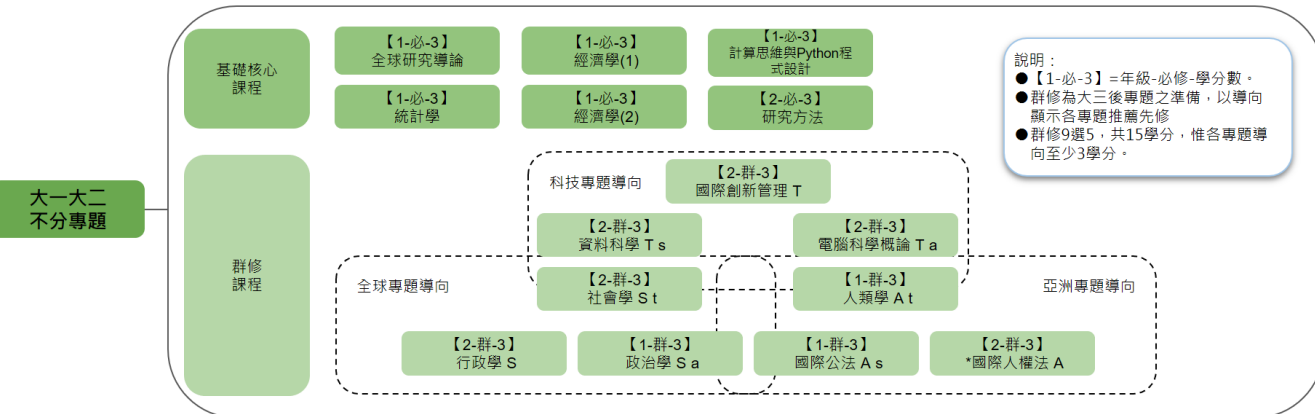 大一大二
不分專題
基礎核心
課程
【1-必-3】
全球研究導論
【1-必-3】
經濟學(1)
【1-必-3】
計算思維與Python程
式設計
【1-必-3】
統計學
【1-必-3】
經濟學(2)
【2-必-3】
研究方法
說明：
●【1-必-3】=年級-必修-學分數。
●群修為大三後專題之準備，以導向
顯示各專題推薦先修
●群修9選5，共15學分，惟各專題導
向至少3學分。
群修
課程
科技專題導向
【2-群-3】
國際創新管理 T
【2-群-3】
資料科學 T s
【2-群-3】
電腦科學概論 T a
全球專題導向
【2-群-3】
社會學 S t
【1-群-3】
人類學 A t
亞洲專題導向
【2-群-3】
行政學 S
【1-群-3】
政治學 S a
【1-群-3】
國際公法 A s
【2-群-3】
*國際人權法 A